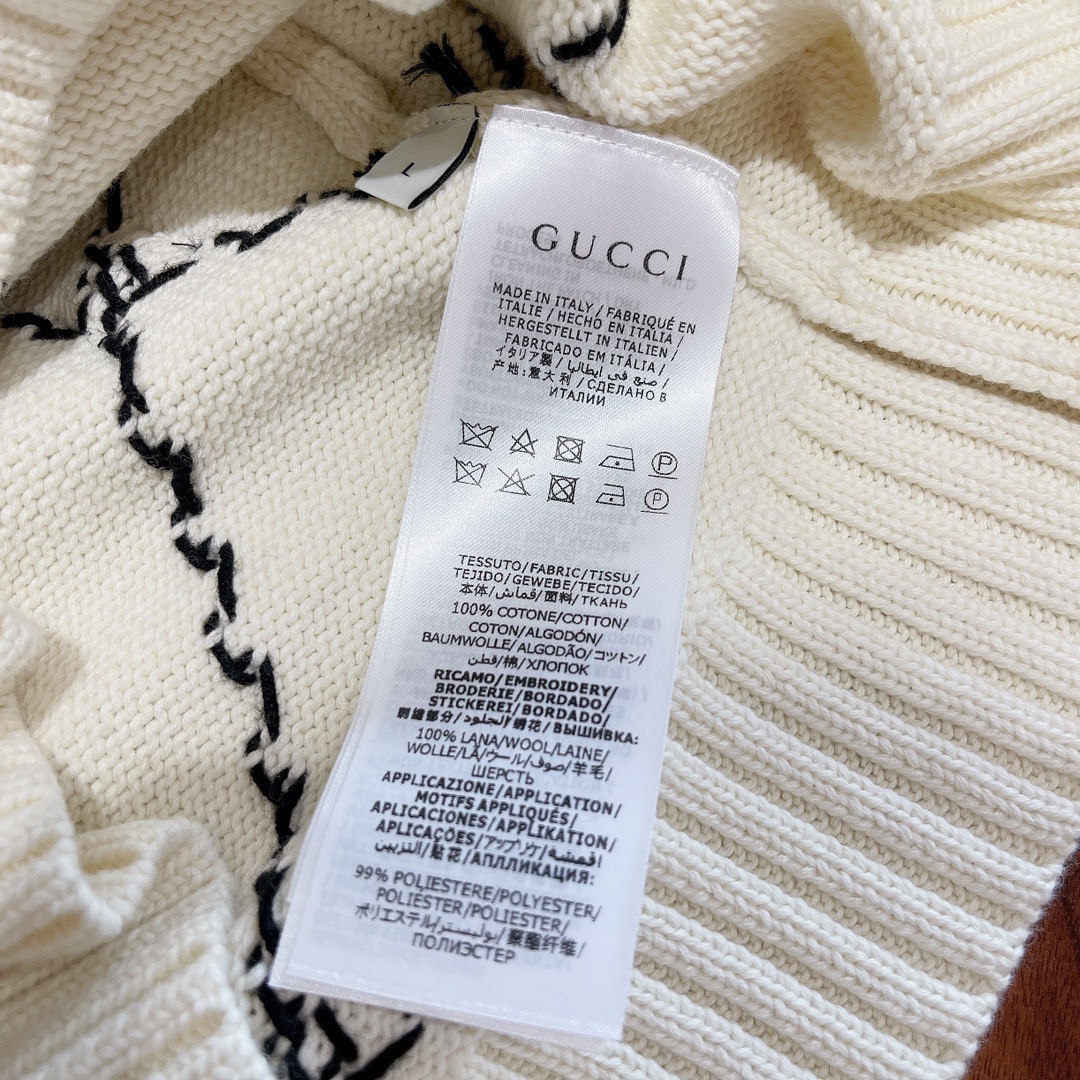 L
GUCCI
MADE IN ITALY / FABRIQUÉ EN
ITALIE / HECHO EN ITALIA /
HERGESTELLT IN ITALIEN /
FABRICADO EM ITÁLIA /
イタリア製 / صنع في ايطاليا /
产地:意大利 / СДЕЛАНО В
ИТАЛИИ
P
P
TESSUTO/FABRIC/TISSU/
TEJIDO/GEWEBE/TECIDO/
本体/قماش/面料/ТКАНЬ
100% COTONE/COTTON/
COTON/ALGODÓN/
BAUMWOLLE/ALGODÃO/コットン/
قطن/棉/ХЛОПОК
RICAMO/EMBROIDERY/
BRODERIE/BORDADO/
STICKEREI/BORDADO/
刺繍部分/الجلود/绣花/ВЫШИВКА:
100% LANA/WOOL/LAINE/
WOLLE/LÃ/ウール/صوف/羊毛/
ШЕРСТЬ
APPLICAZIONE/APPLICATION/
MOTIFS APPLIQUÉS/
APLICACIONES/APPLIKATION/
APLICAÇÕES/アップリケ/اقمشة
التزيين/贴花/АППЛИКАЦИЯ:
99% POLIESTERE/POLYESTER/
POLIÉSTER/POLIESTER/
ポリエステル/بوليستر/聚酯纤维/
ПОЛИЭСТЕР